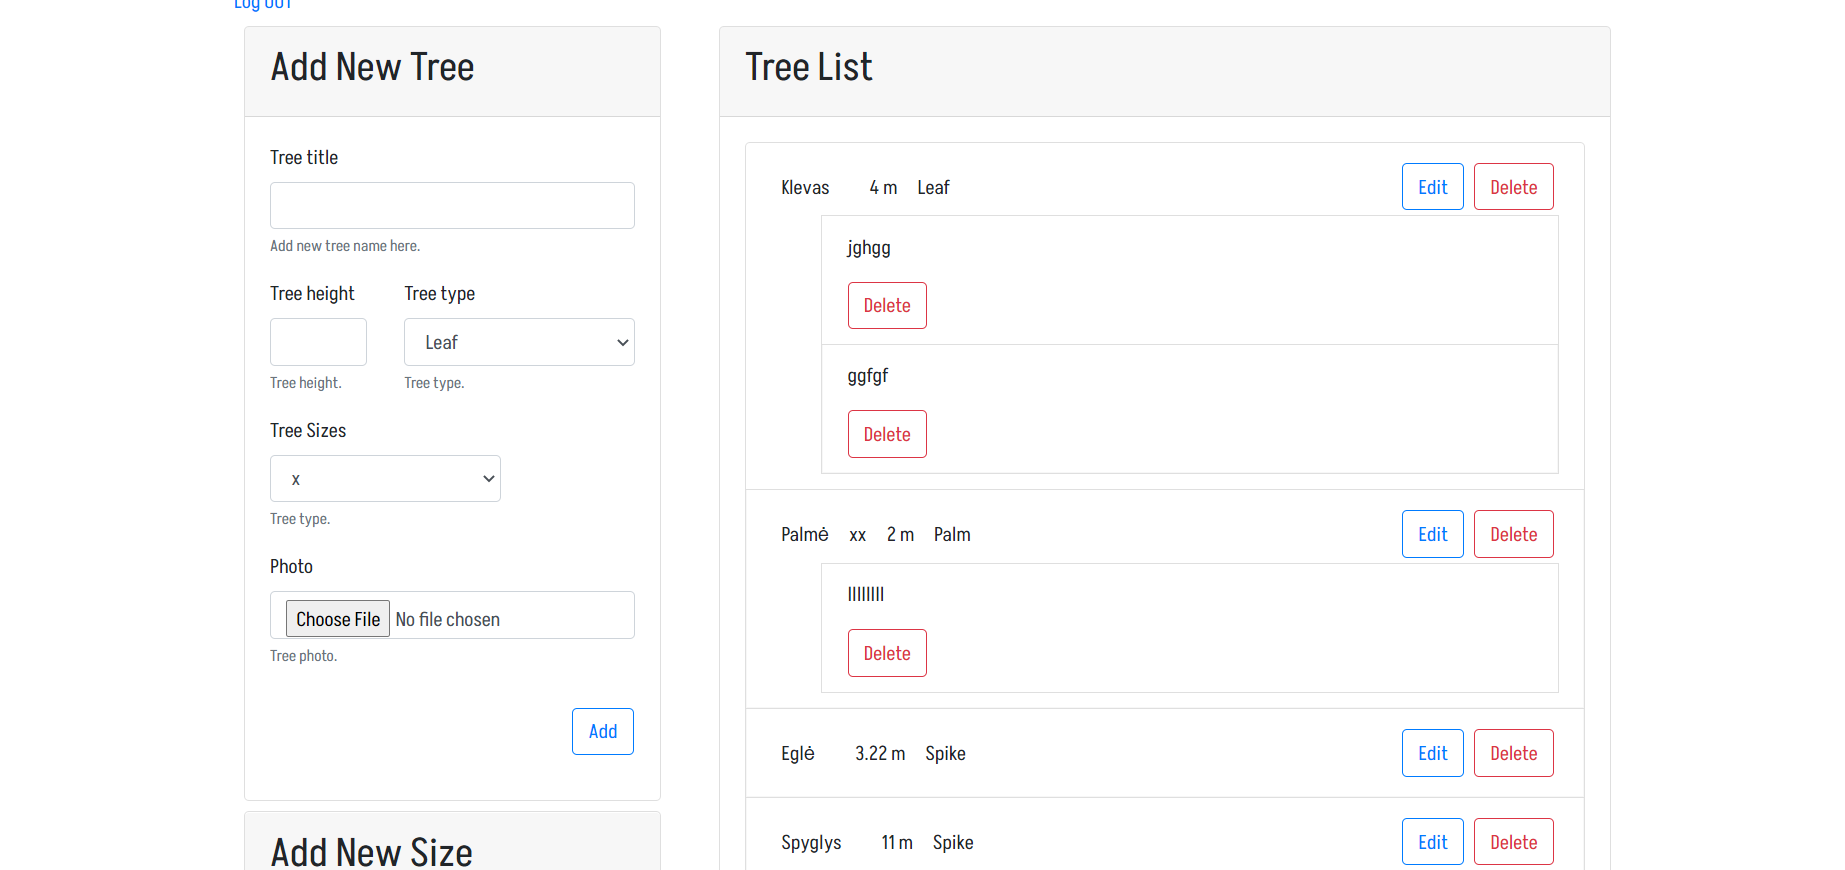 Log OUT
Add New Tree
Tree title
Add new tree name here.
Tree height
Tree type
Leaf
Tree height.
Tree type.
Tree Sizes
x
Tree type.
Photo
Choose File No file chosen
Tree photo.
Add
Add New Size
Tree List
Klevas 4 m Leaf Edit Delete
jghgg
Delete
ggfgf
Delete
Palmė xx 2 m Palm Edit Delete
llllllll
Delete
Eglė 3.22 m Spike Edit Delete
Spyglys 11 m Spike Edit Delete